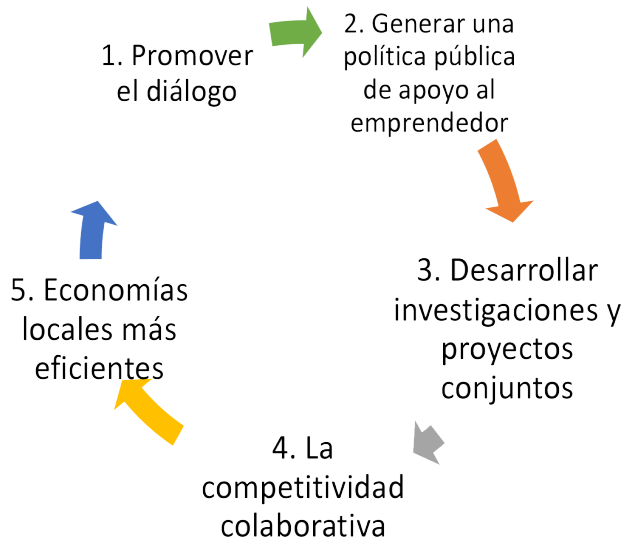 1. Promover
el diálogo
2. Generar una
política pública
de apoyo al
emprendedor
3. Desarrollar
investigaciones y
proyectos
conjuntos
4. La
competitividad
colaborativa
5. Economías
locales más
eficientes